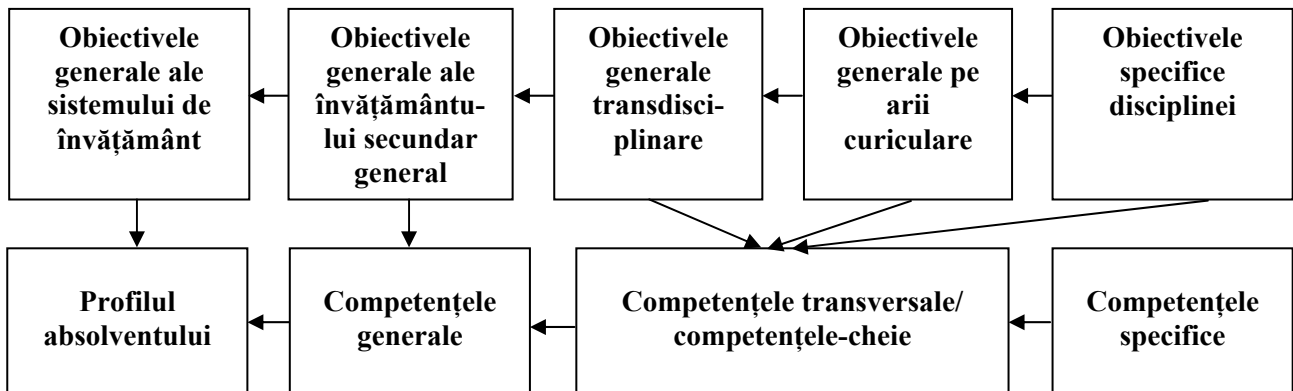 Obiectivele
generale ale
sistemului de
învățământ
Obiectivele
generale ale
învățământu-
lui secundar
general
Obiectivele
generale
transdisci-
plinare
Obiectivele
generale pe
arii
curiculare
Obiectivele
specifice
disciplinei
Profilul
absolventului
Competențele
generale
Competențele transversale/
competențele-cheie
Competențele
specifice